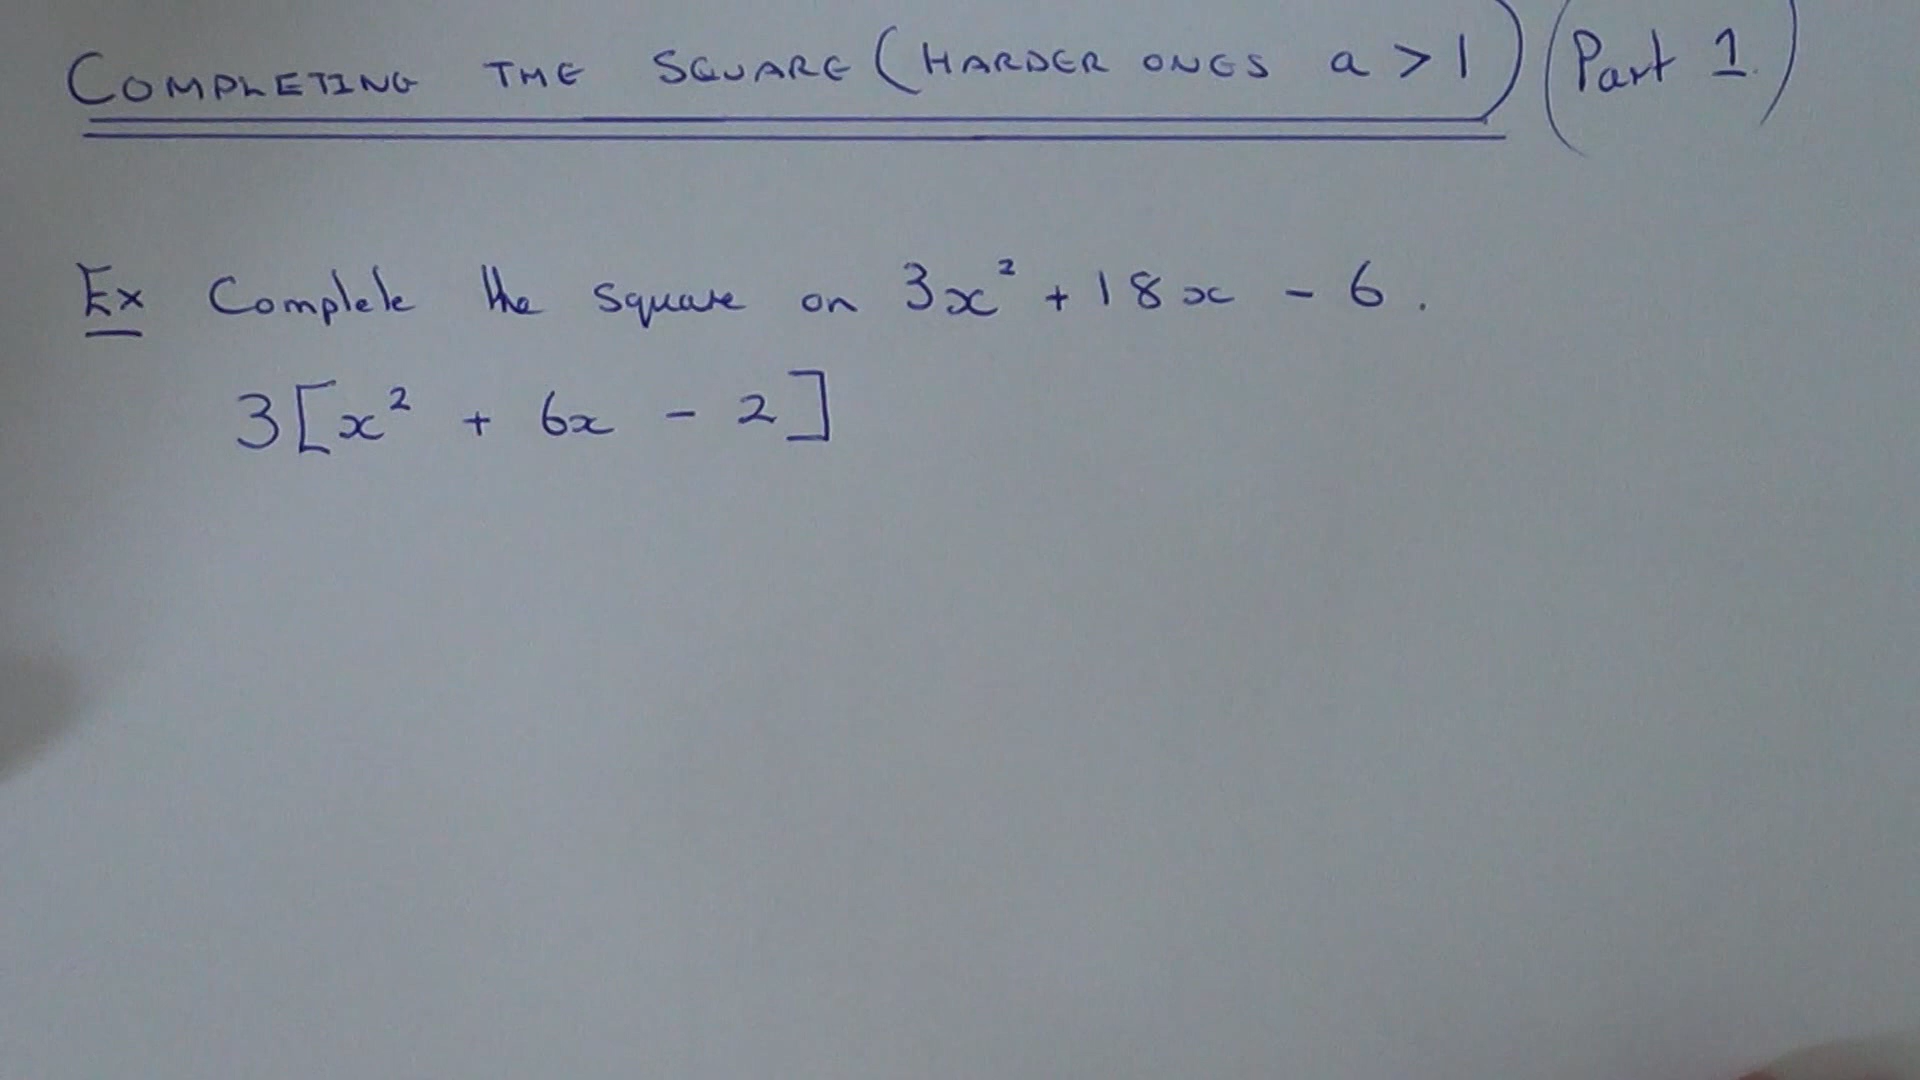 COMPLETING THE SQUARE (HARDER ONES a > 1) (Part 1)
Ex Complete the square on 3x² + 18x - 6.
3[x² + 6x - 2]